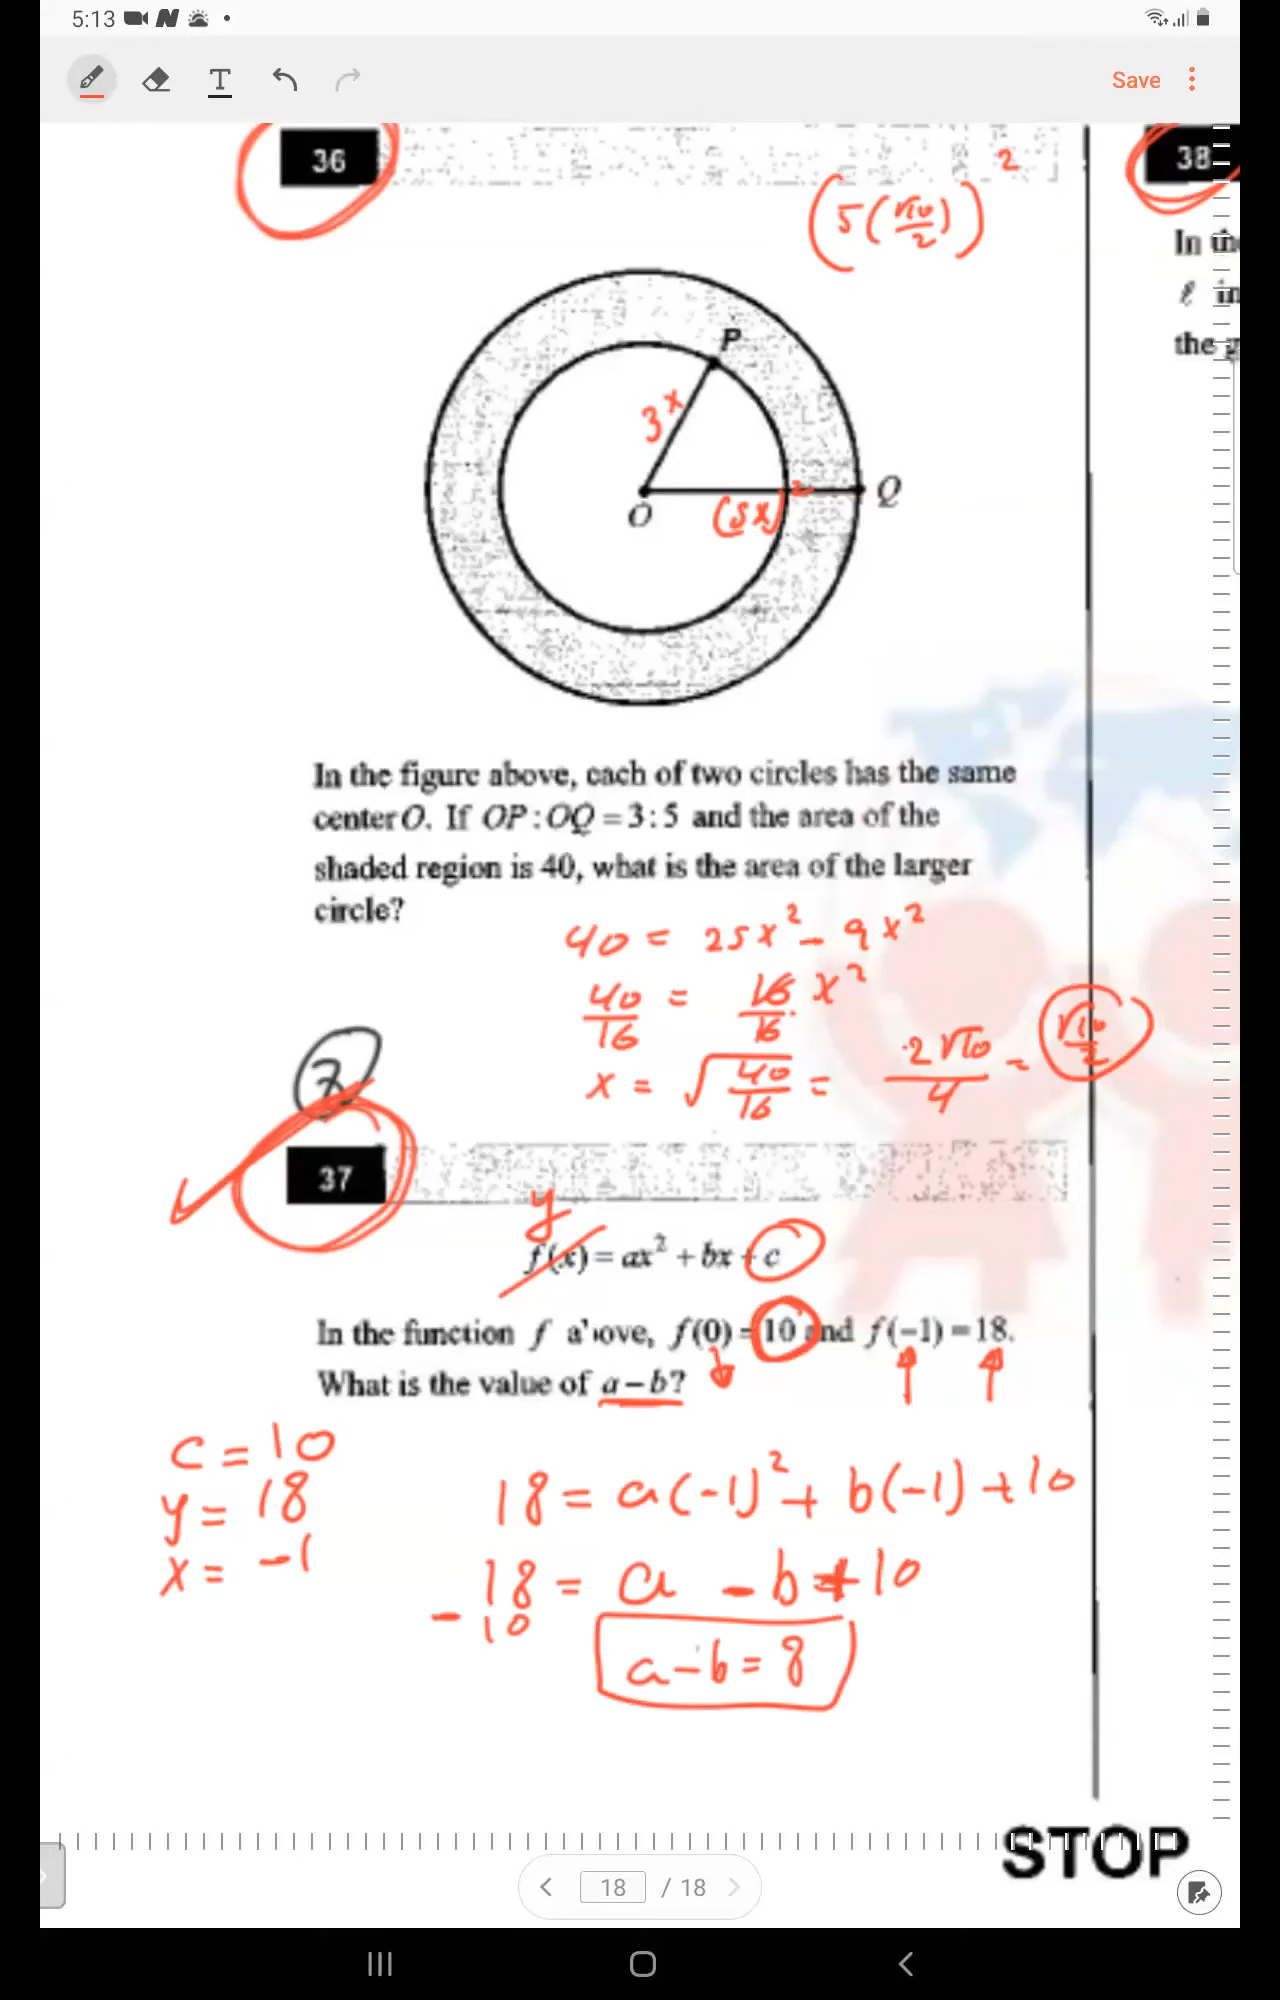 5:13
Save
36
38
(5(√10/2))²
In the
ℓ in
the g
P
3x
O
(5x)²
Q
In the figure above, each of two circles has the same
center O. If OP : OQ = 3 : 5 and the area of the
shaded region is 40, what is the area of the larger
circle?
40 = 25x² - 9x²
40/16 = 16/16 x²
x = √(40/16) = 2√10/4 = √10/2
37
y
f(x) = ax² + bx + c
In the function f above, f(0) = 10 and f(−1) = 18.
What is the value of a − b?
c = 10
y = 18
x = -1
18 = a(-1)² + b(-1) + 10
18 = a - b + 10
- 10
a - b = 8
STOP
18 / 18